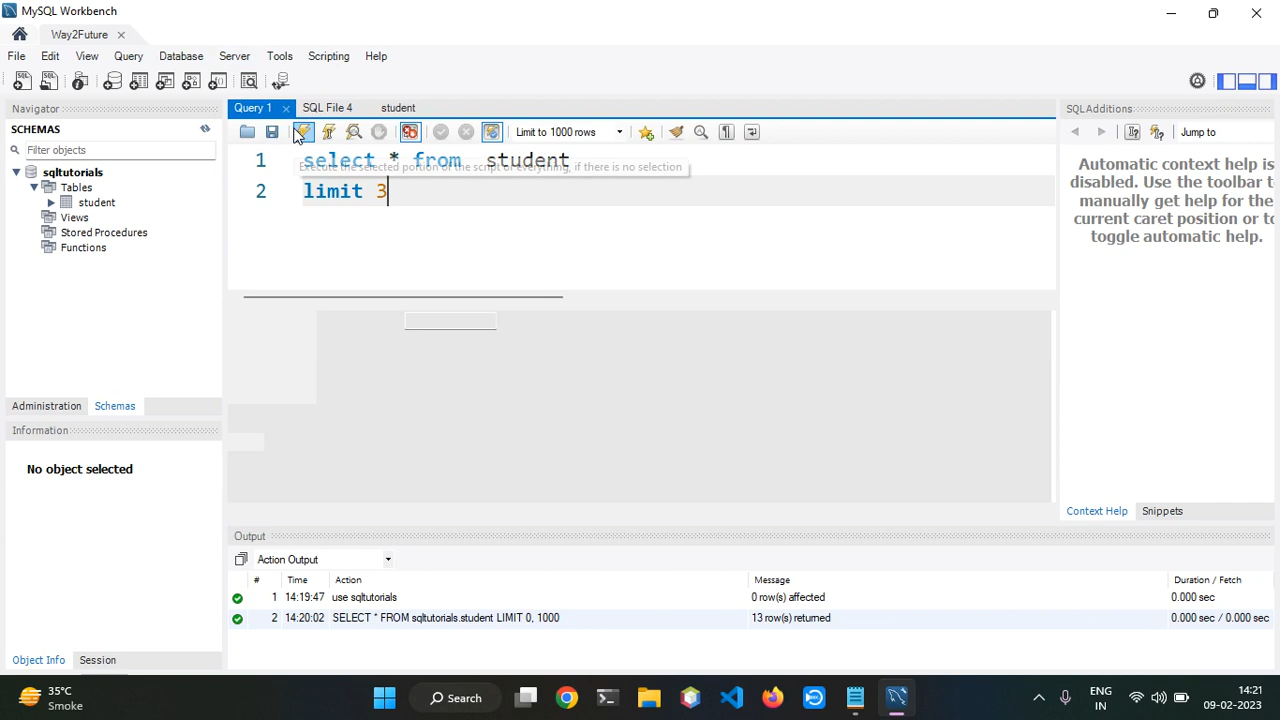 MySQL Workbench
Way2Future
File Edit View Query Database Server Tools Scripting Help
Navigator
SCHEMAS
Filter objects
sqltutorials
Tables
student
Views
Stored Procedures
Functions
Administration Schemas
Information
No object selected
Object Info Session
Query 1 SQL File 4 student
Limit to 1000 rows
1 select * from student
Execute the selected portion of the script or everything, if there is no selection
2 limit 3
Output
Action Output
# Time Action Message Duration / Fetch
1 14:19:47 use sqltutorials 0 row(s) affected 0.000 sec
2 14:20:02 SELECT * FROM sqltutorials.student LIMIT 0, 1000 13 row(s) returned 0.000 sec / 0.000 sec
SQLAdditions
Jump to
Automatic context help is
disabled. Use the toolbar
manually get help for the
current caret position or
toggle automatic help.
Context Help Snippets
35°C
Smoke
Search
ENG
IN
14:21
09-02-2023